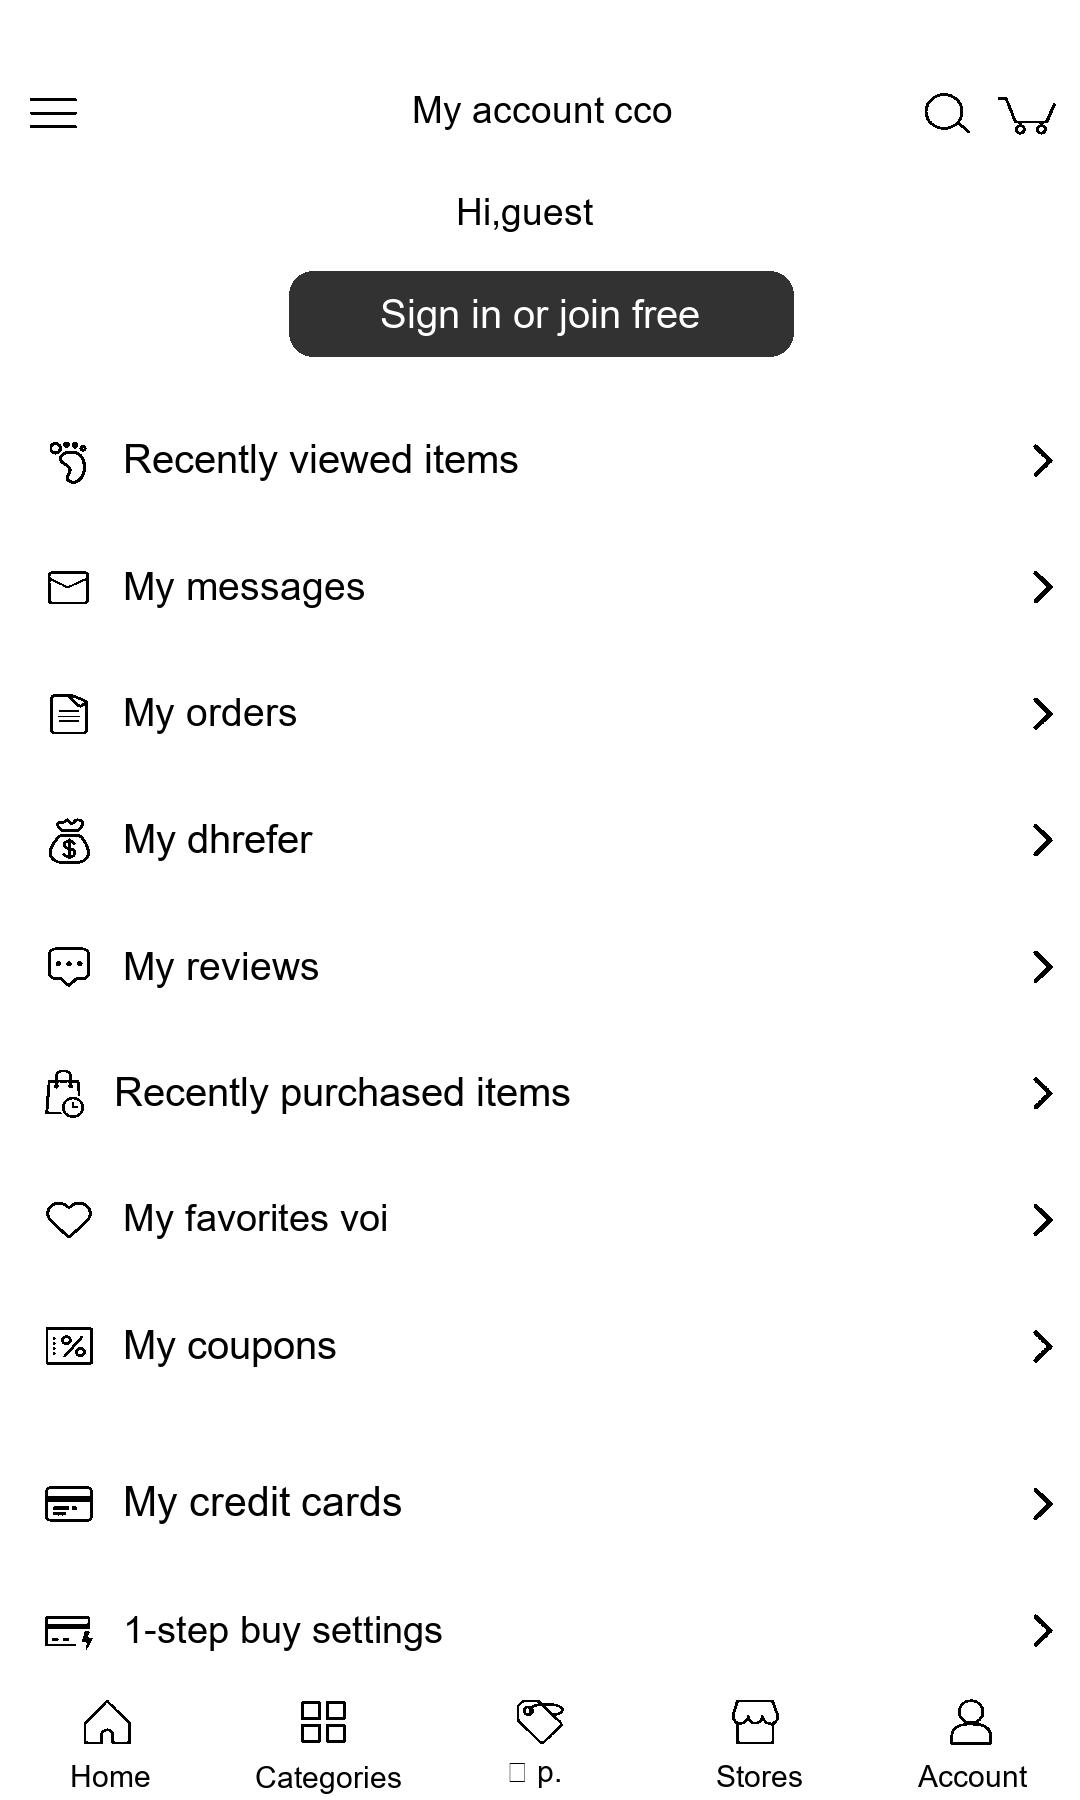 My account cco
Hi,guest
Sign in or join free
Recently viewed items
My messages
My orders
My dhrefer
My reviews
Recently purchased items
My favorites voi
My coupons
My credit cards
1-step buy settings
Home
Categories
p.
Stores
Account